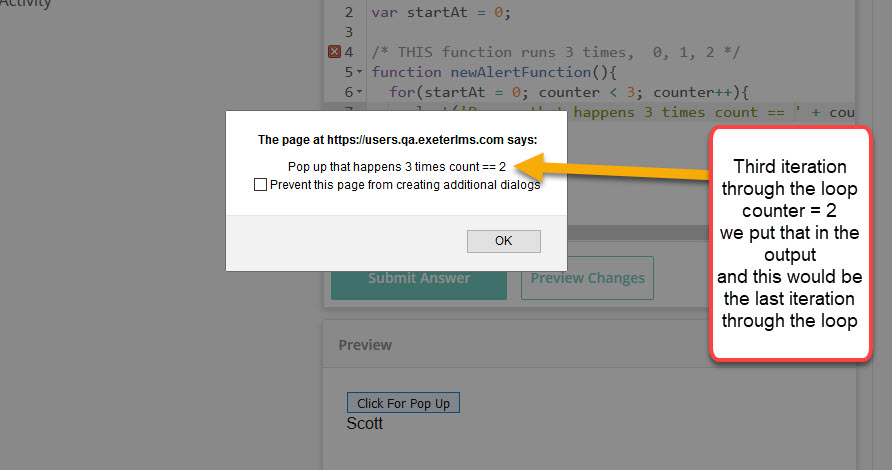 Activity
2 var startAt = 0;
3
4 /* THIS function runs 3 times, 0, 1, 2 */
5 function newAlertFunction(){
6 for(startAt = 0; counter < 3; counter++){
happens 3 times count == ' + cou
The page at https://users.qa.exeterlms.com says:
Pop up that happens 3 times count == 2
Prevent this page from creating additional dialogs
OK
Third iteration
through the loop
counter = 2
we put that in the
output
and this would be
the last iteration
through the loop
Submit Answer
Preview Changes
Preview
Click For Pop Up
Scott